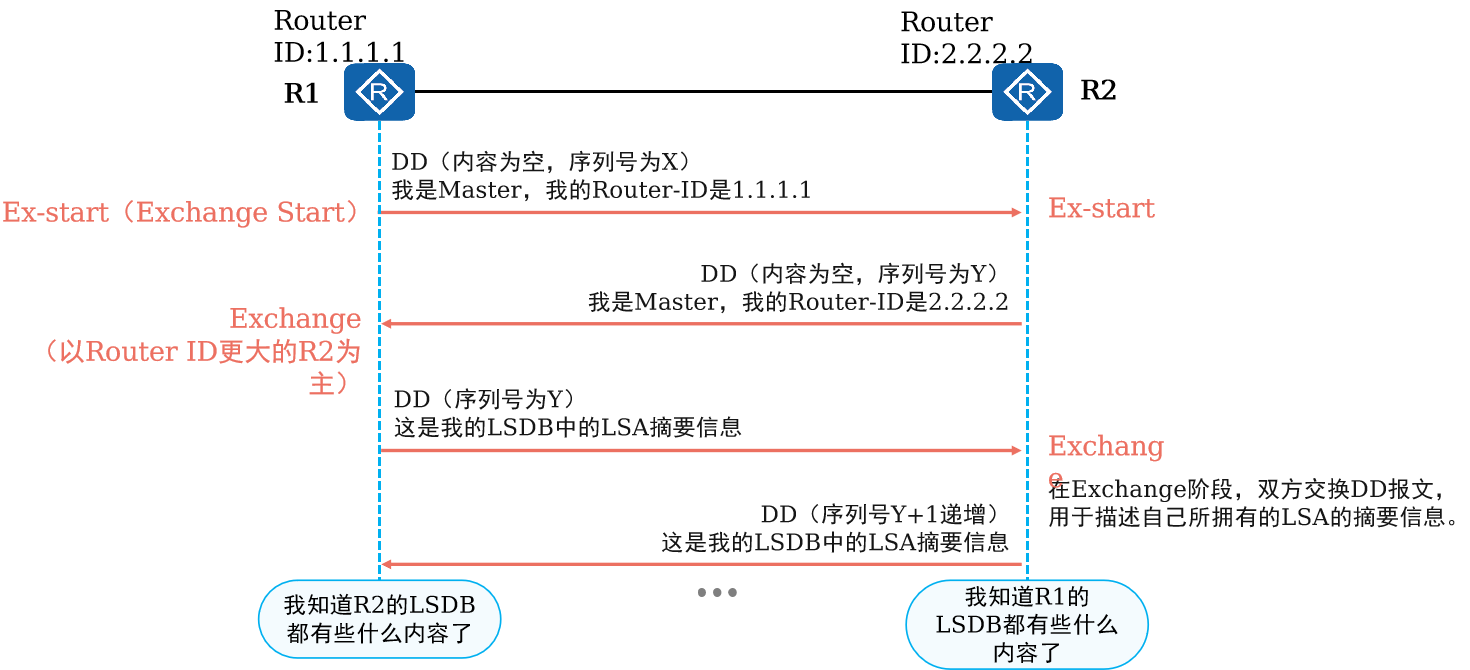 Router
ID:1.1.1.1
Router
ID:2.2.2.2
R1
R
R
R2
DD（内容为空，序列号为X）
我是Master，我的Router-ID是1.1.1.1
Ex-start（Exchange Start）
Ex-start
DD（内容为空，序列号为Y）
我是Master，我的Router-ID是2.2.2.2
Exchange
（以Router ID更大的R2为
主）
DD（序列号为Y）
这是我的LSDB中的LSA摘要信息
Exchang
e
在Exchange阶段，双方交换DD报文，
用于描述自己所拥有的LSA的摘要信息。
DD（序列号Y+1递增）
这是我的LSDB中的LSA摘要信息
•••
我知道R2的LSDB
都有些什么内容了
我知道R1的
LSDB都有些什么
内容了